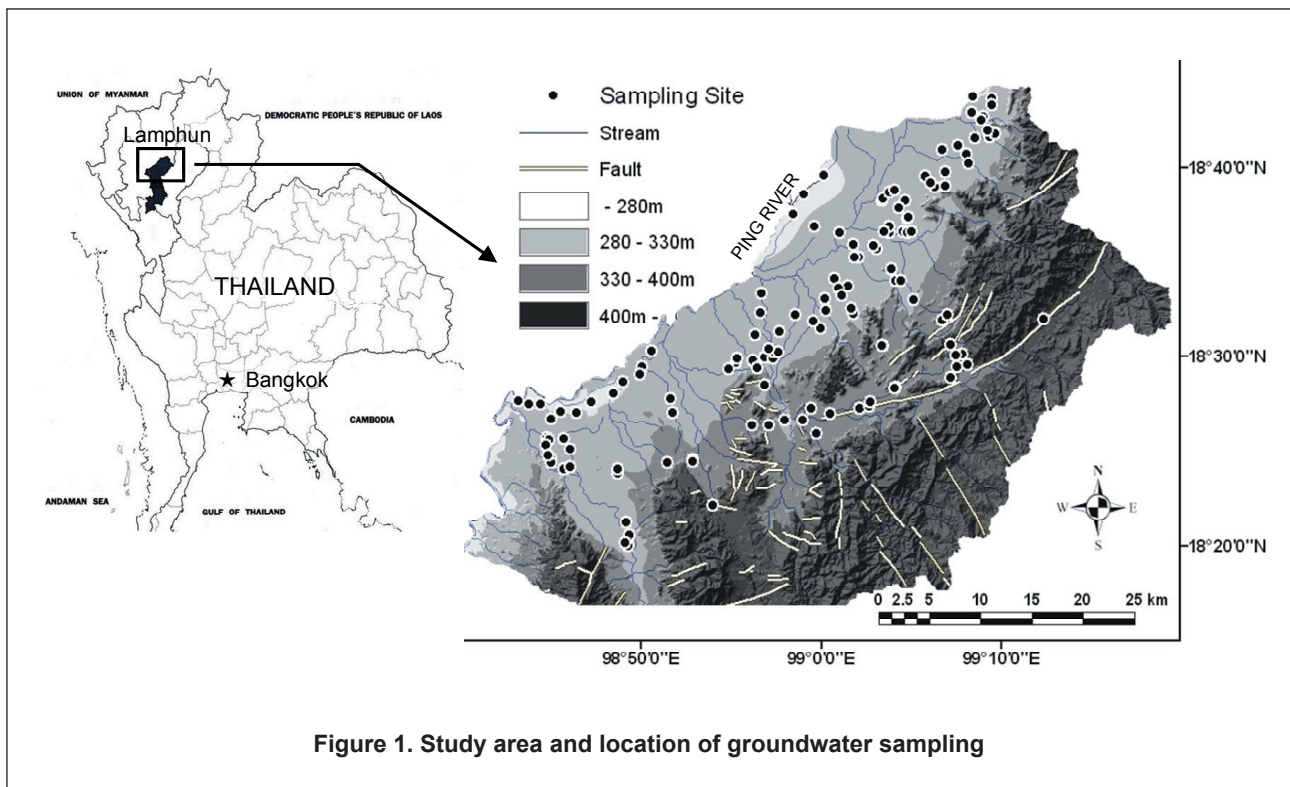 UNION OF MYANMAR
DEMOCRATIC PEOPLE'S REPUBLIC OF LAOS
Lamphun
THAILAND
Bangkok
CAMBODIA
ANDAMAN SEA
GULF OF THAILAND
Sampling Site
Stream
Fault
- 280m
280 - 330m
330 - 400m
400m -
PING RIVER
18°40'0"N
18°30'0"N
18°20'0"N
N
W E
S
0 2.5 5 10 15 20 25 km
98°50'0"E 99°0'0"E 99°10'0"E
Figure 1. Study area and location of groundwater sampling